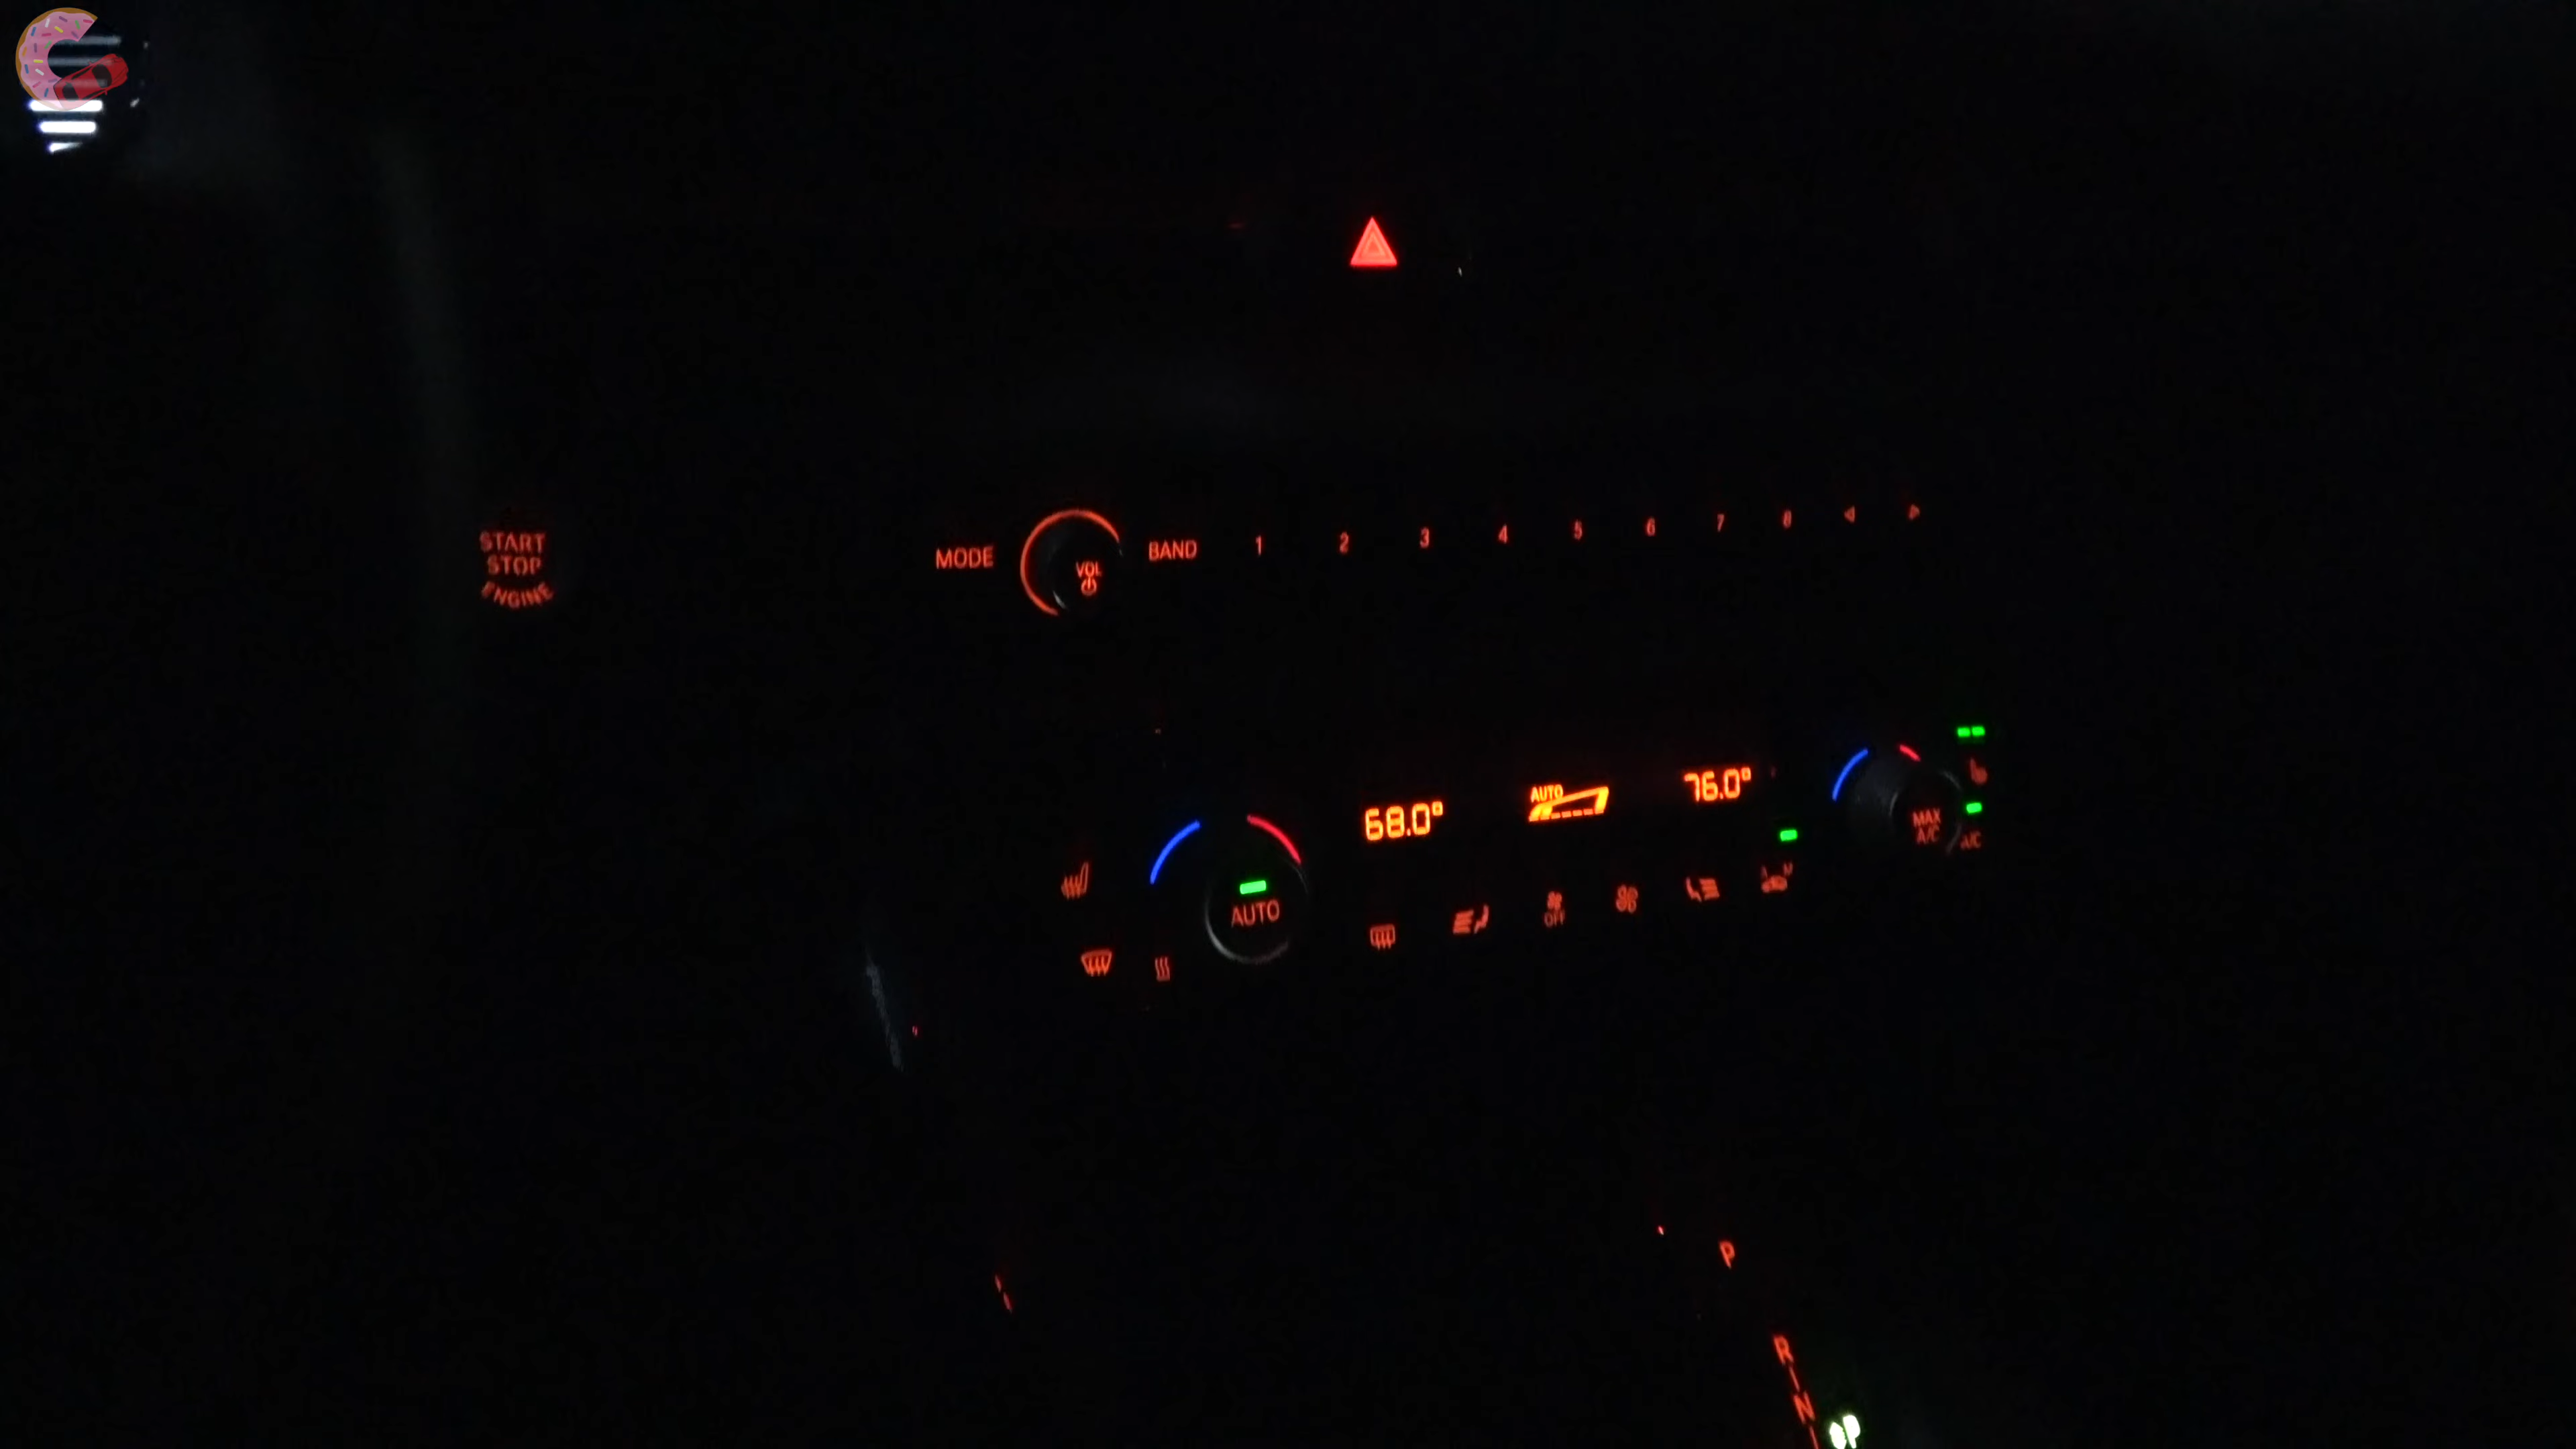 START
STOP
ENGINE
MODE
VOL
BAND 1 2 3 4 5 6 7 8
68.0° AUTO 76.0°
MAX
A/C
A/C
AUTO
OFF
P
R
N
P